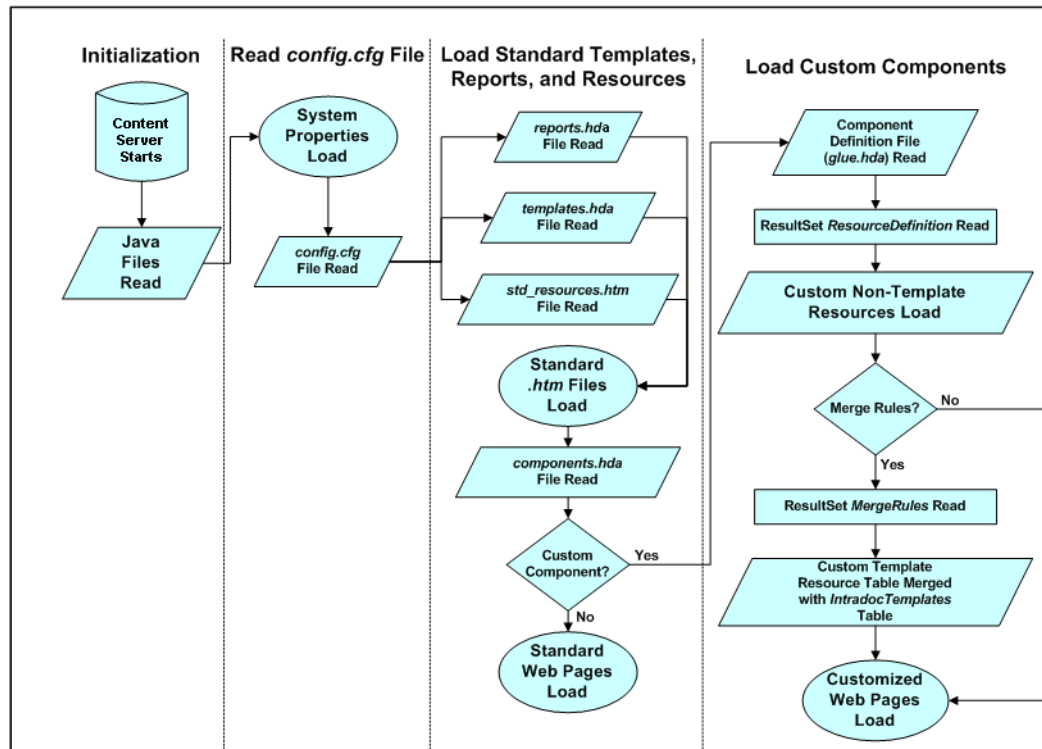 Initialization
Content
Server
Starts
Java
Files
Read
Read config.cfg File
System
Properties
Load
config.cfg
File Read
Load Standard Templates,
Reports, and Resources
reports.hda
File Read
templates.hda
File Read
std_resources.htm
File Read
Standard
.htm Files
Load
components.hda
File Read
Custom
Component?
Yes
No
Standard
Web Pages
Load
Load Custom Components
Component
Definition File
(glue.hda) Read
ResultSet ResourceDefinition Read
Custom Non-Template
Resources Load
Merge Rules?
No
Yes
ResultSet MergeRules Read
Custom Template
Resource Table Merged
with IntradocTemplates
Table
Customized
Web Pages
Load